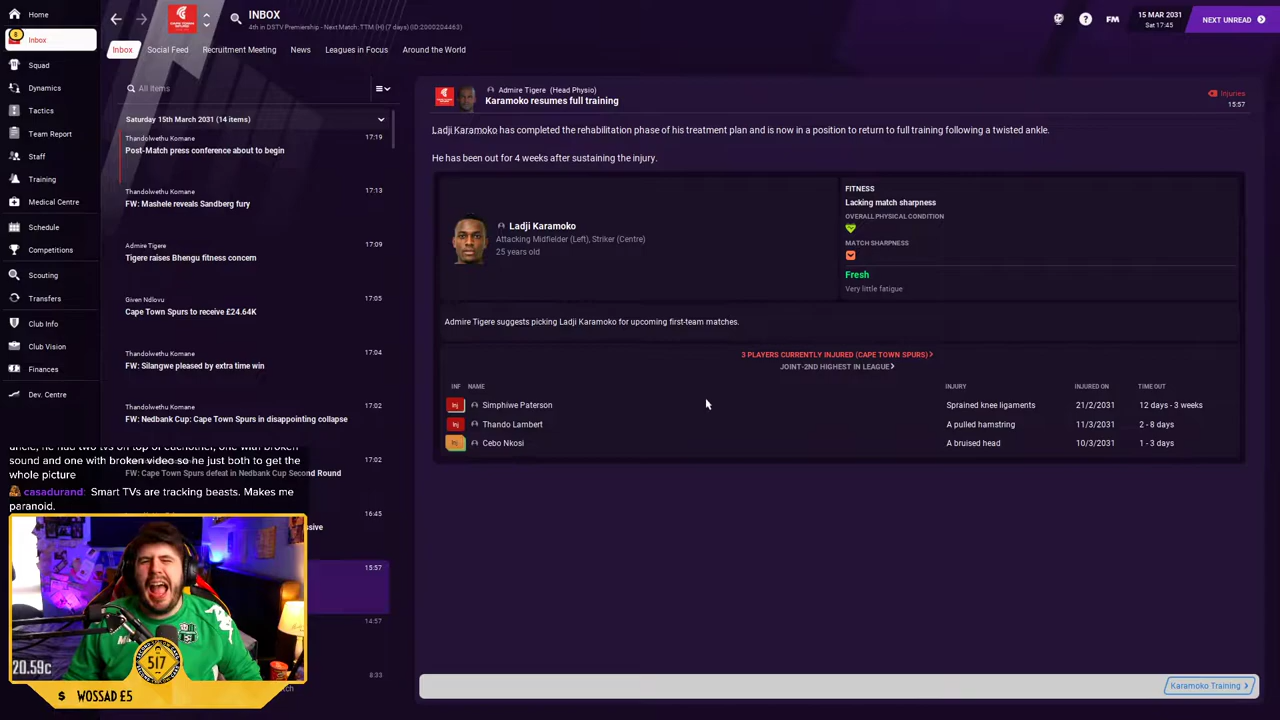 Home
8
Inbox
Squad
Dynamics
Tactics
Team Report
Staff
Training
Medical Centre
Schedule
Competitions
Scouting
Transfers
Club Info
Club Vision
Finances
Dev. Centre
INBOX
4th in DSTV Premiership - Next Match: TTM (H) (7 days) (ID:2000204463)
?
FM
15 MAR 2031
Sat 17:45
NEXT UNREAD
Inbox
Social Feed
Recruitment Meeting
News
Leagues in Focus
Around the World
All Items
Saturday 15th March 2031 (14 items)
Thandolwethu Komane
17:19
Post-Match press conference about to begin
Thandolwethu Komane
17:13
FW: Mashele reveals Sandberg fury
Admire Tigere
17:09
Tigere raises Bhengu fitness concern
Given Ndlovu
17:05
Cape Town Spurs to receive £24.64K
Thandolwethu Komane
17:04
FW: Silangwe pleased by extra time win
Thandolwethu Komane
17:02
FW: Nedbank Cup: Cape Town Spurs in disappointing collapse
17:02
FW: Cape Town Spurs defeat in Nedbank Cup Second Round
16:45
15:57
14:57
8:33
ankle, he had two tvs on top of eachother, one with broken
sound and one with broken video so he just both to get the
whole picture
casadurand: Smart TVs are tracking beasts. Makes me
paranoid.
20.59c
517
$ WOSSAD £5
Admire Tigere (Head Physio)
Karamoko resumes full training
Injuries
15:57
Ladji Karamoko has completed the rehabilitation phase of his treatment plan and is now in a position to return to full training following a twisted ankle.
He has been out for 4 weeks after sustaining the injury.
Ladji Karamoko
Attacking Midfielder (Left), Striker (Centre)
25 years old
FITNESS
Lacking match sharpness
OVERALL PHYSICAL CONDITION
MATCH SHARPNESS
Fresh
Very little fatigue
Admire Tigere suggests picking Ladji Karamoko for upcoming first-team matches.
3 PLAYERS CURRENTLY INJURED (CAPE TOWN SPURS)
JOINT-2ND HIGHEST IN LEAGUE
INF NAME INJURY INJURED ON TIME OUT
Inj Simphiwe Paterson Sprained knee ligaments 21/2/2031 12 days - 3 weeks
Inj Thando Lambert A pulled hamstring 11/3/2031 2 - 8 days
Inj Cebo Nkosi A bruised head 10/3/2031 1 - 3 days
Karamoko Training